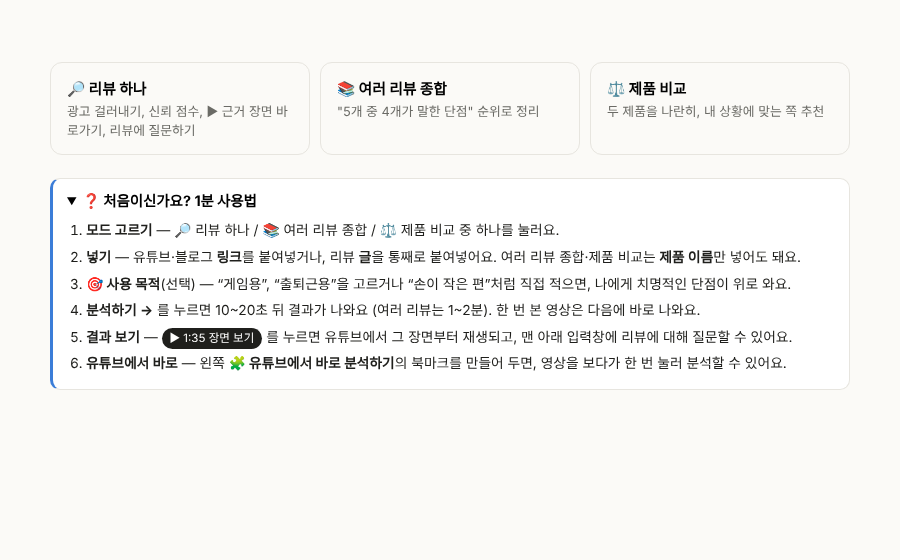 🔎 리뷰 하나
광고 걸러내기, 신뢰 점수, ▶ 근거 장면 바
로가기, 리뷰에 질문하기
📚 여러 리뷰 종합
"5개 중 4개가 말한 단점" 순위로 정리
⚖️ 제품 비교
두 제품을 나란히, 내 상황에 맞는 쪽 추천
▼ ❓ 처음이신가요? 1분 사용법
1. 모드 고르기 — 🔎 리뷰 하나 / 📚 여러 리뷰 종합 / ⚖️ 제품 비교 중 하나를 눌러요.
2. 넣기 — 유튜브·블로그 링크를 붙여넣거나, 리뷰 글을 통째로 붙여넣어요. 여러 리뷰 종합·제품 비교는 제품 이름만 넣어도 돼요.
3. 🎯 사용 목적(선택) — “게임용”, “출퇴근용”을 고르거나 “손이 작은 편”처럼 직접 적으면, 나에게 치명적인 단점이 위로 와요.
4. 분석하기 → 를 누르면 10~20초 뒤 결과가 나와요 (여러 리뷰는 1~2분). 한 번 본 영상은 다음에 바로 나와요.
5. 결과 보기 — ▶ 1:35 장면 보기 를 누르면 유튜브에서 그 장면부터 재생되고, 맨 아래 입력창에 리뷰에 대해 질문할 수 있어요.
6. 유튜브에서 바로 — 왼쪽 🧩 유튜브에서 바로 분석하기의 북마크를 만들어 두면, 영상을 보다가 한 번 눌러 분석할 수 있어요.